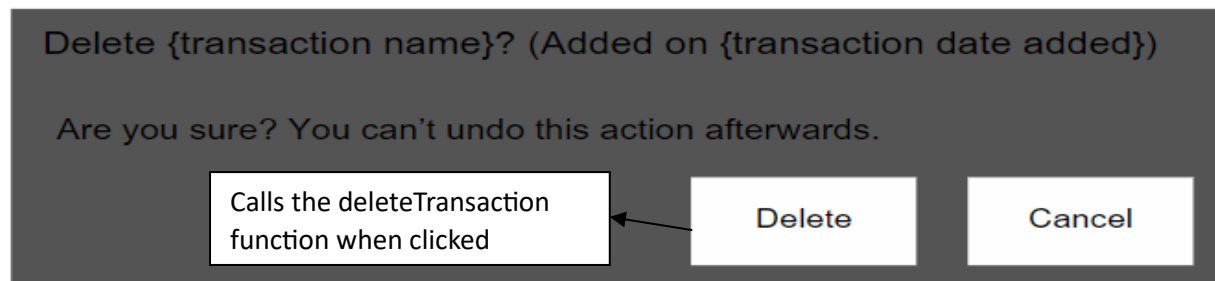 Delete {transaction name}? (Added on {transaction date added})
Are you sure? You can’t undo this action afterwards.
Calls the deleteTransaction
function when clicked
Delete
Cancel